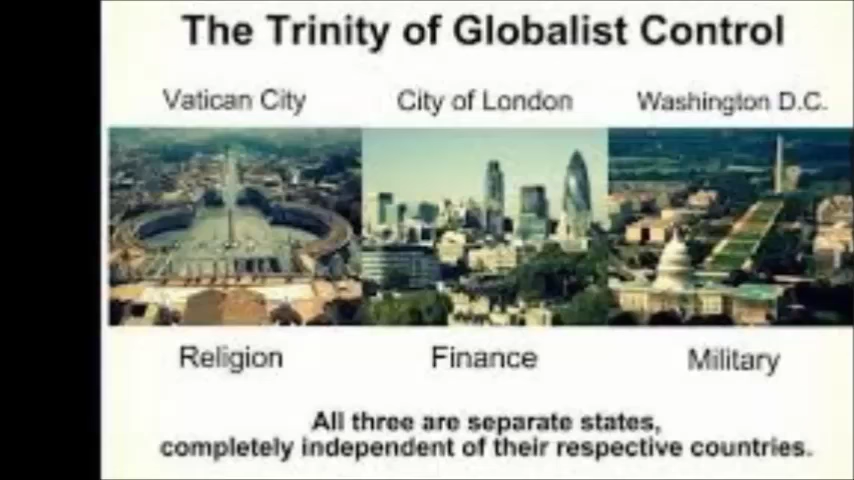 The Trinity of Globalist Control
Vatican City City of London Washington D.C.
Religion Finance Military
All three are separate states,
completely independent of their respective countries.